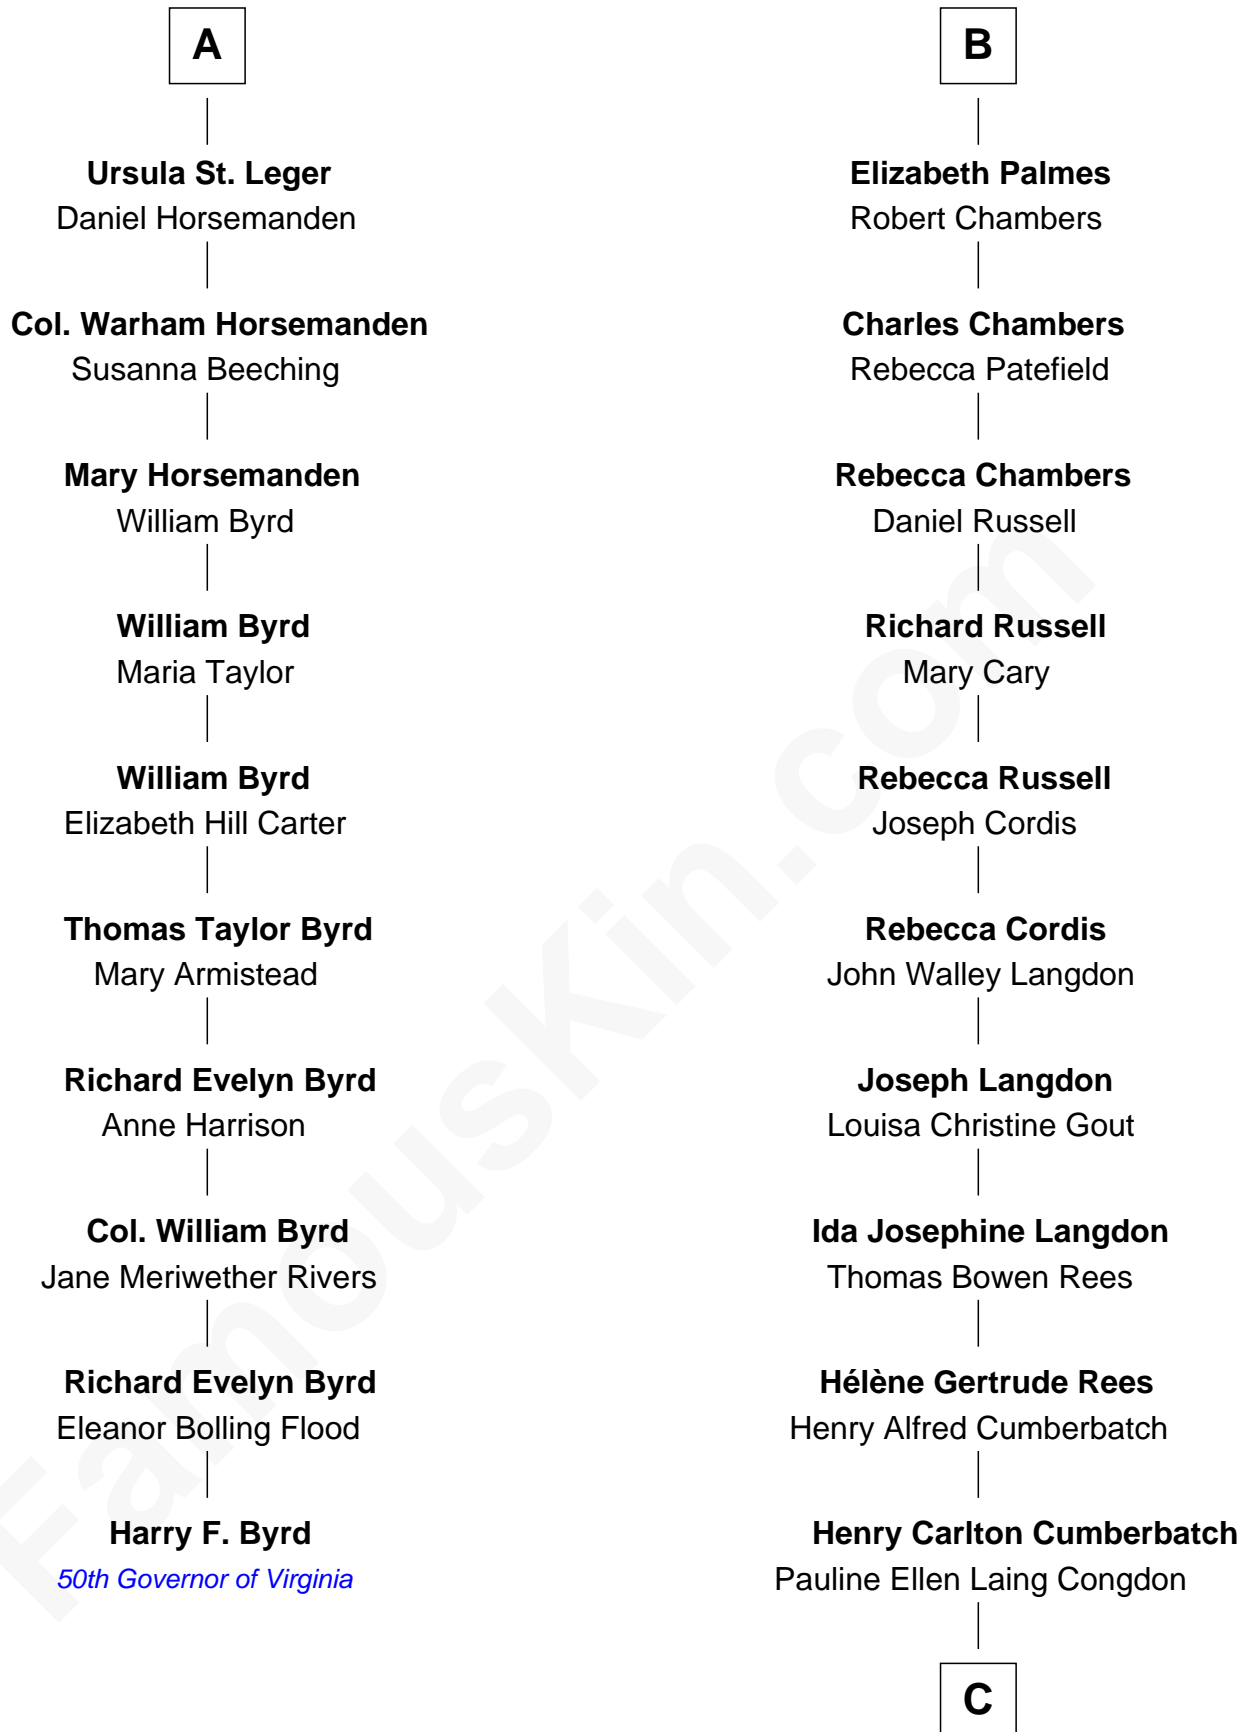 A
Ursula St. Leger
Daniel Horsemanden
Col. Warham Horsemanden
Susanna Beeching
Mary Horsemanden
William Byrd
William Byrd
Maria Taylor
William Byrd
Elizabeth Hill Carter
Thomas Taylor Byrd
Mary Armistead
Richard Evelyn Byrd
Anne Harrison
Col. William Byrd
Jane Meriwether Rivers
Richard Evelyn Byrd
Eleanor Bolling Flood
Harry F. Byrd
50th Governor of Virginia
B
Elizabeth Palmes
Robert Chambers
Charles Chambers
Rebecca Patefield
Rebecca Chambers
Daniel Russell
Richard Russell
Mary Cary
Rebecca Russell
Joseph Cordis
Rebecca Cordis
John Walley Langdon
Joseph Langdon
Louisa Christine Gout
Ida Josephine Langdon
Thomas Bowen Rees
Hélène Gertrude Rees
Henry Alfred Cumberbatch
Henry Carlton Cumberbatch
Pauline Ellen Laing Congdon
C
FamousKin.com